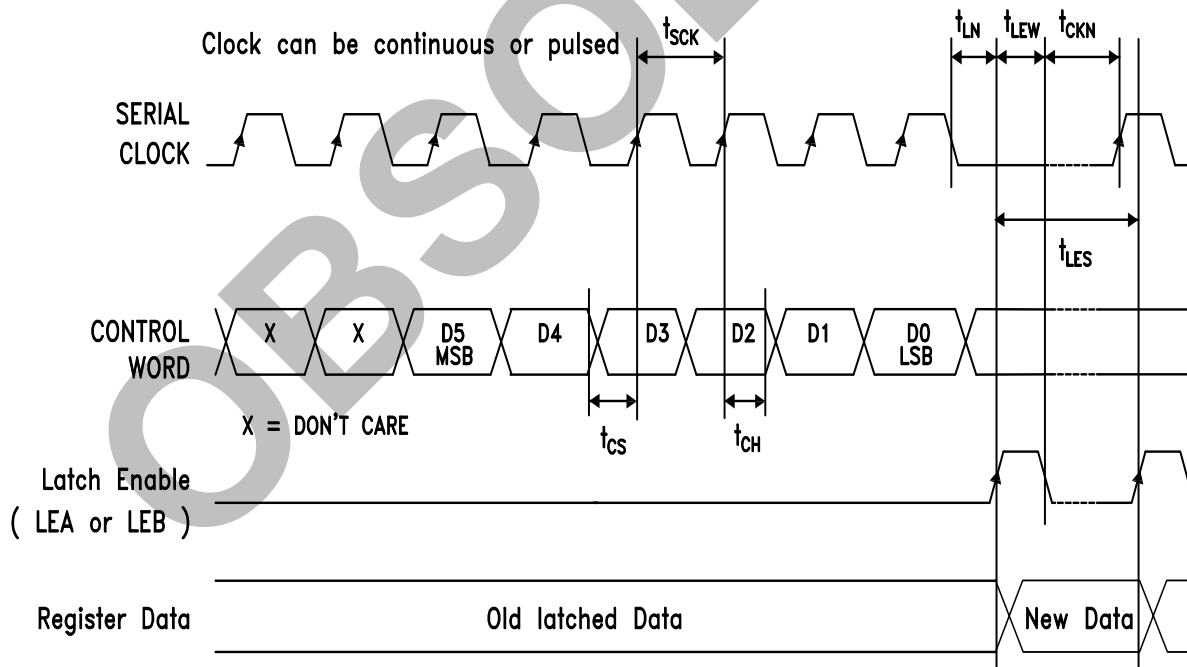 Clock can be continuous or pulsed
tSCK
tLN tLEW tCKN
SERIAL
CLOCK
tLES
CONTROL
WORD
X X D5 D4 D3 D2 D1 D0
MSB LSB
X = DON'T CARE
tCS tCH
Latch Enable
( LEA or LEB )
Register Data Old latched Data New Data
OBSO